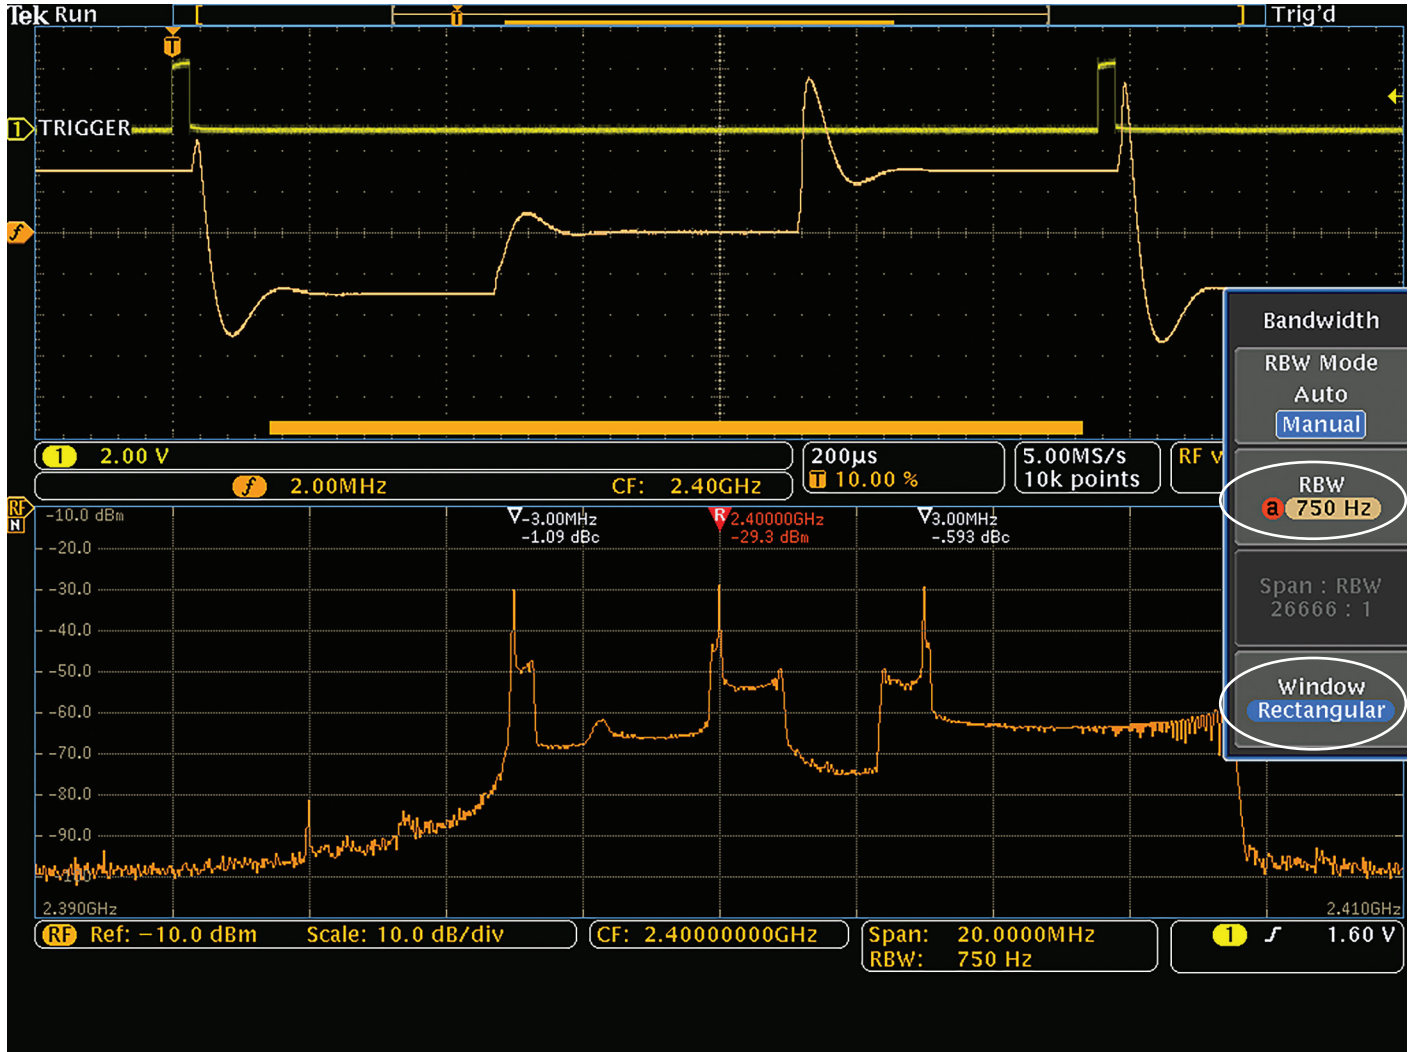 Tek Run Trig'd
T
T
1 TRIGGER
f
Bandwidth
RBW Mode
Auto
Manual
1 2.00 V 200µs 5.00MS/s RF
T 10.00 % 10k points
f 2.00MHz CF: 2.40GHz
RBW
a 750 Hz
RF
N
-10.0 dBm -3.00MHz R 2.40000GHz 3.00MHz
-1.09 dBc -29.3 dBm -.593 dBc
-20.0
-30.0
Span : RBW
26666 : 1
-40.0
-50.0
Window
Rectangular
-60.0
-70.0
-80.0
-90.0
2.390GHz 2.410GHz
RF Ref: -10.0 dBm Scale: 10.0 dB/div CF: 2.40000000GHz Span: 20.0000MHz 1 1.60 V
RBW: 750 Hz